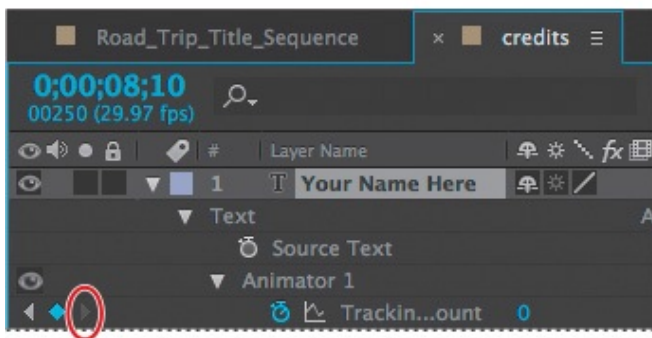 Road_Trip_Title_Sequence × credits
0;00;08;10
00250 (29.97 fps)
# Layer Name fx
1 T Your Name Here
Text A
Source Text
Animator 1
Trackin...ount 0